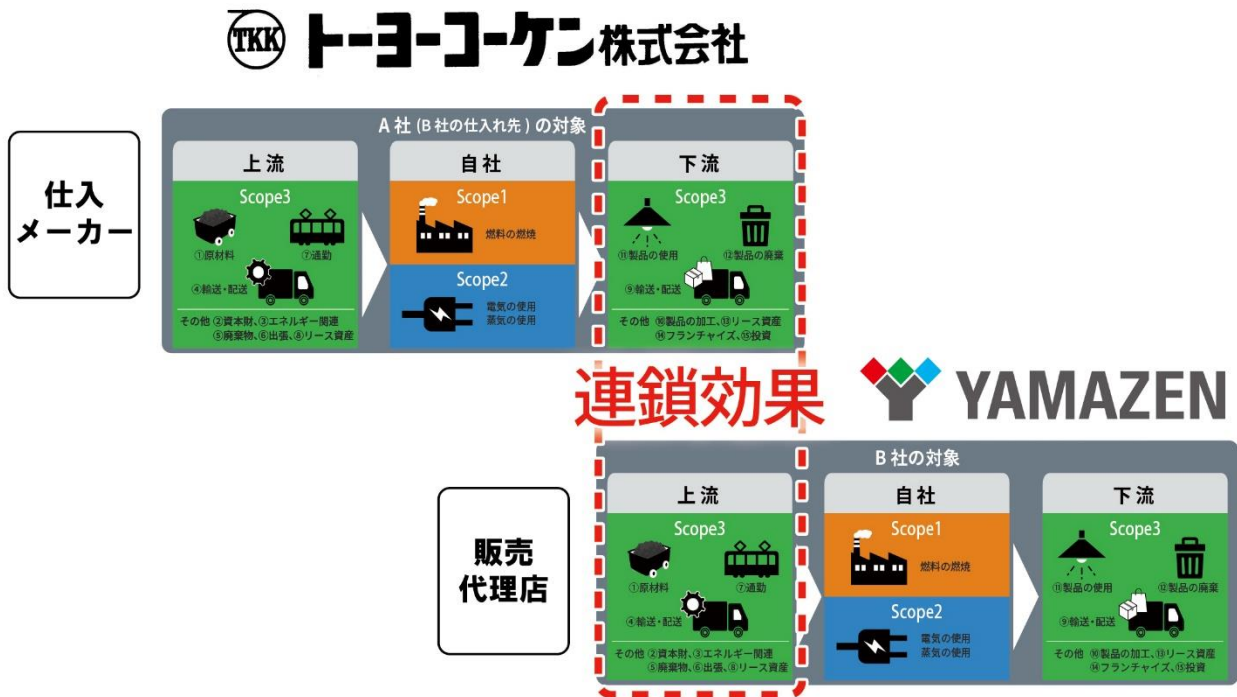 TKK トーヨーコーケン株式会社
仕入
メーカー
A社(B社の仕入れ先)の対象
上流
Scope3
①原材料
⑦通勤
④輸送・配送
その他 ②資本財、③エネルギー関連
⑤廃棄物、⑥出張、⑧リース資産
自社
Scope1
燃料の燃焼
Scope2
電気の使用
蒸気の使用
下流
Scope3
⑪製品の使用
⑫製品の廃棄
⑨輸送・配送
その他 ⑩製品の加工、⑬リース資産
⑭フランチャイズ、⑮投資
連鎖効果
YAMAZEN
販売
代理店
B社の対象
上流
Scope3
①原材料
⑦通勤
④輸送・配送
その他 ②資本財、③エネルギー関連
⑤廃棄物、⑥出張、⑧リース資産
自社
Scope1
燃料の燃焼
Scope2
電気の使用
蒸気の使用
下流
Scope3
⑪製品の使用
⑫製品の廃棄
⑨輸送・配送
その他 ⑩製品の加工、⑬リース資産
⑭フランチャイズ、⑮投資